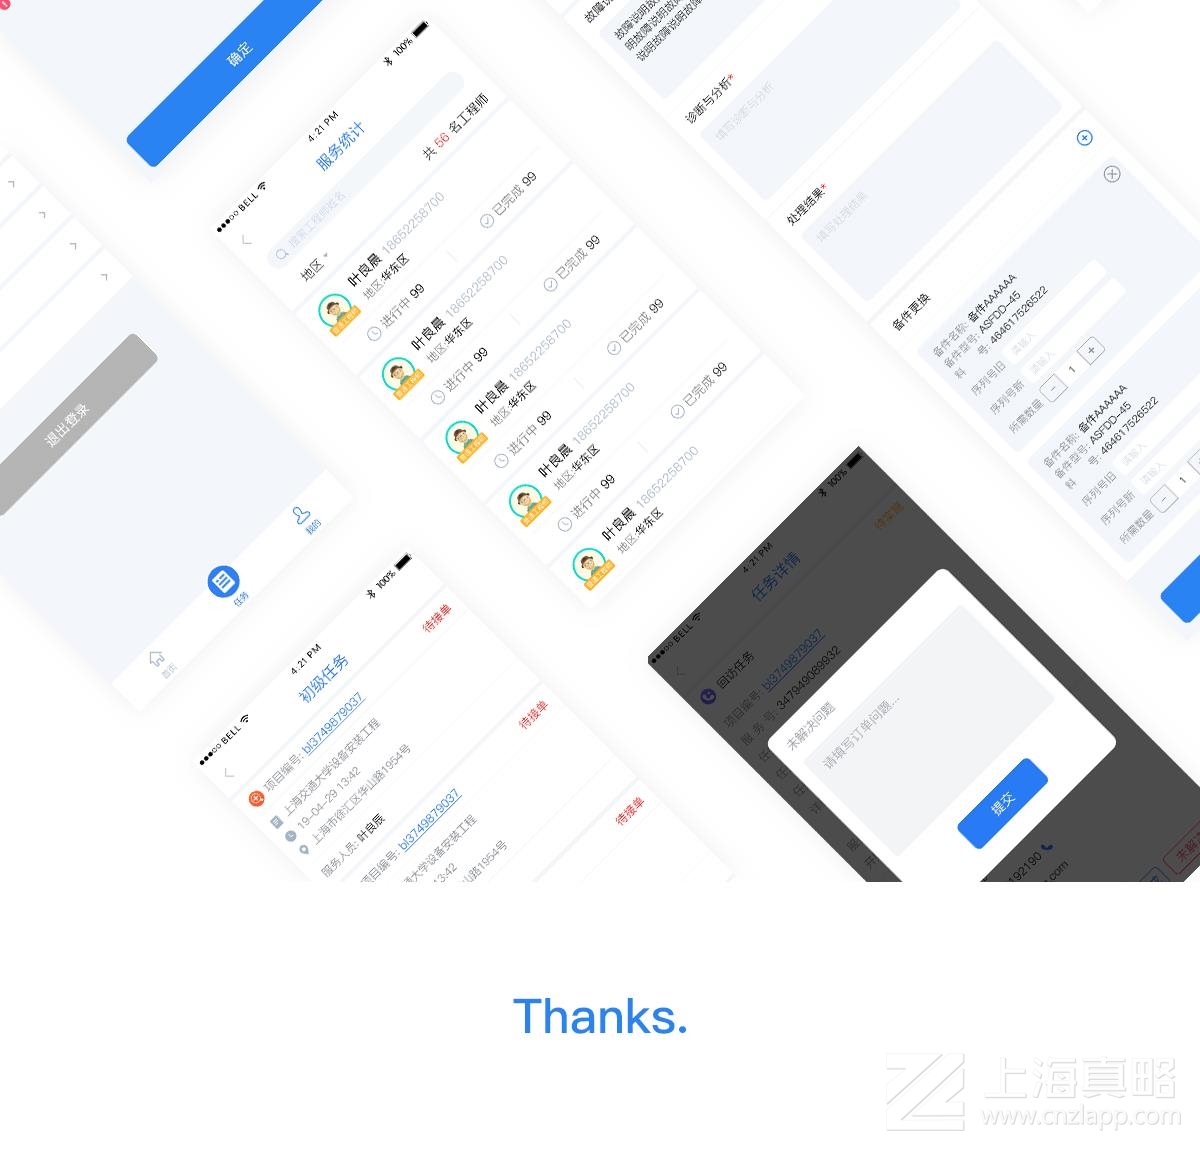 确定
退出登录
首页
任务
我的
●●●○○ BELL
4:21 PM
100%
服务统计
搜索工程师姓名
地区
共 56 名工程师
叶良晨 18652258700
地区:华东区
进行中 99
已完成 99
叶良晨 18652258700
地区:华东区
进行中 99
已完成 99
叶良晨 18652258700
地区:华东区
进行中 99
已完成 99
叶良晨 18652258700
地区:华东区
进行中 99
已完成 99
叶良晨 18652258700
地区:华东区
故障说明故障说
明故障说明故障
说明故障说明故障
诊断与分析*
填写诊断与分析
处理结果*
填写处理结果
备件更换
备件名称: 备件AAAAAA
备件型号: ASFDD-45
料 号: 464617526522
序列号旧 请输入
序列号新 请输入
所需数量 - 1 +
备件名称: 备件AAAAAA
备件型号: ASFDD-45
料 号: 464617526522
序列号旧 请输入
序列号新 请输入
所需数量 - 1
●●●○○ BELL
4:21 PM
100%
初级任务
项目编号: bl3749879037
待接单
上海交通大学设备安装工程
19-04-29 13:42
上海市徐汇区华山路1954号
服务人员: 叶良辰
项目编号: bl3749879037
待接单
交通大学设备安装工程
13:42
区华山路1954号
待接单
●●●○○ BELL
4:21 PM
100%
任务详情
回访任务
项目编号: bl3749879037
服 务 号: 347949089932
未解决问题
请填写订单问题...
提交
192190
Thanks.
上海真略
www.cnzlapp.com